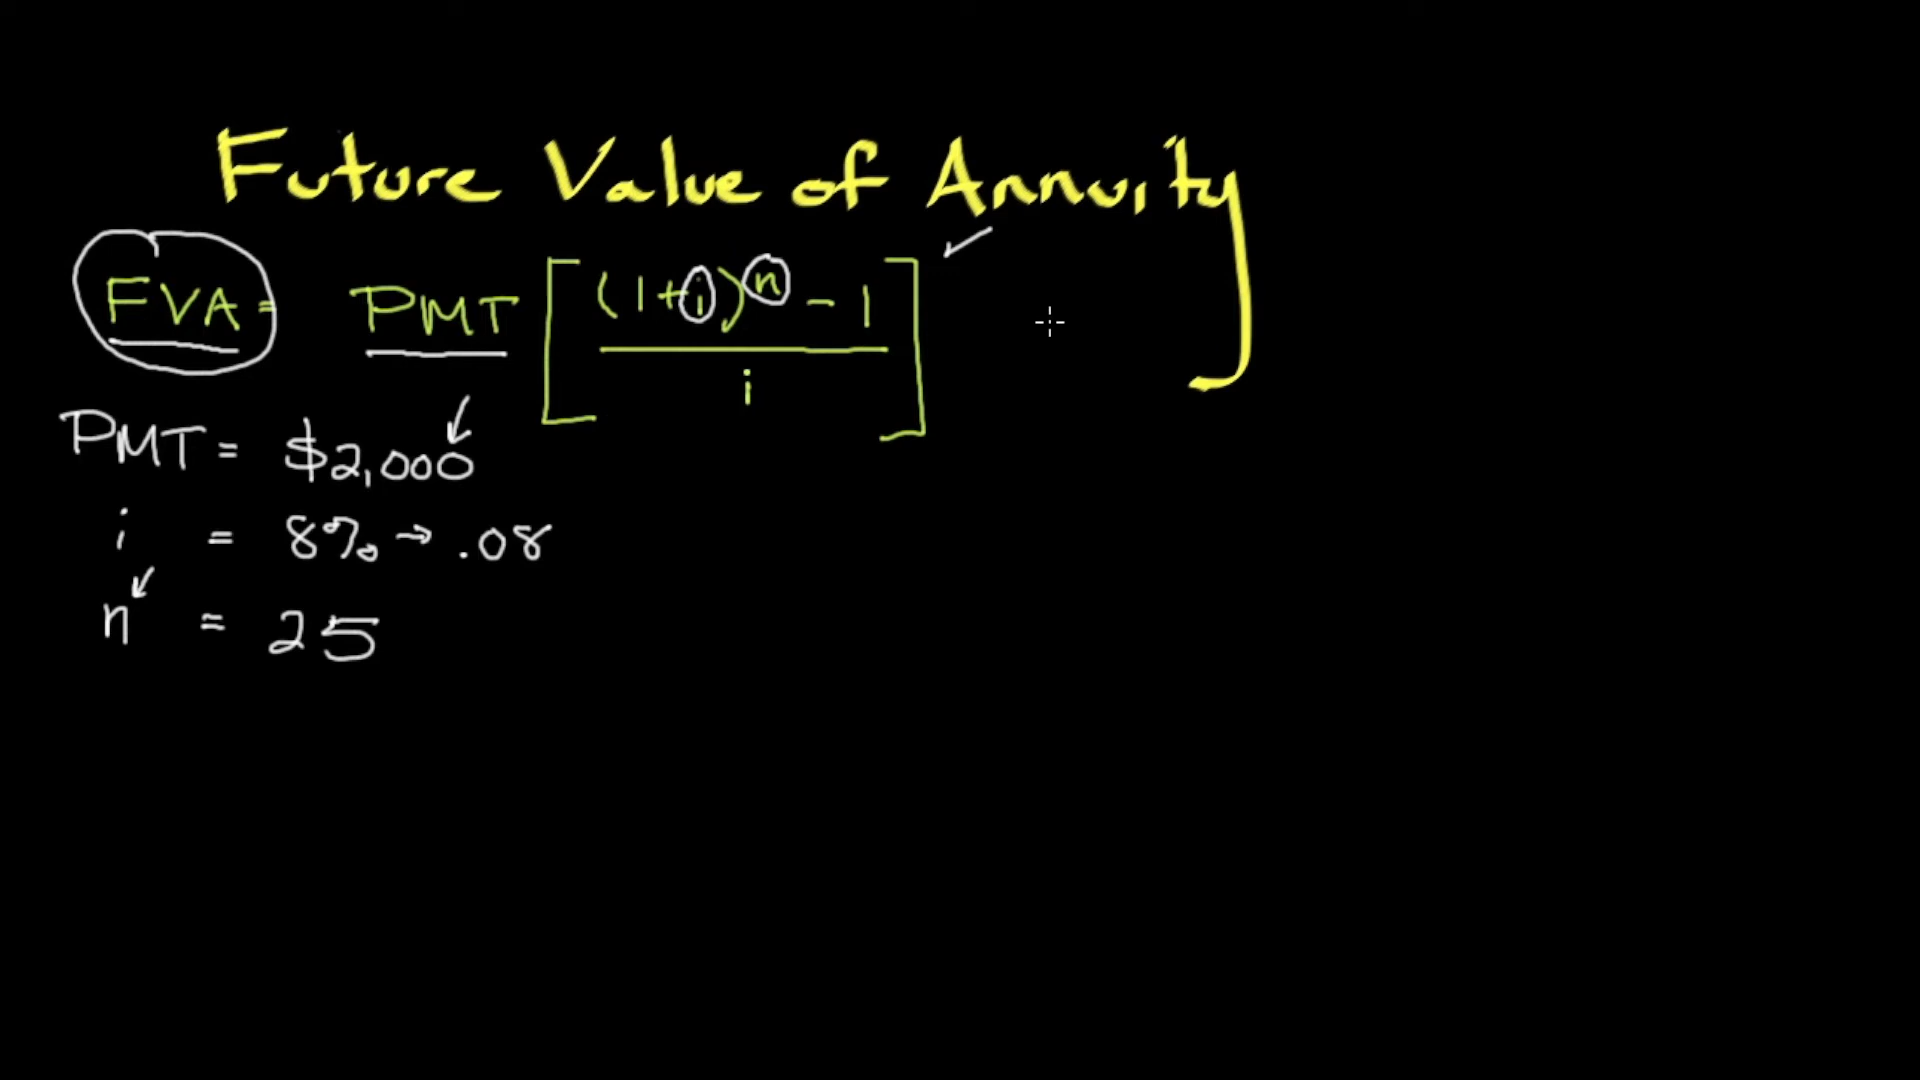 Future Value of Annuity
FVA = PMT [ (1+i)^n - 1 / i ]
PMT = $2,000
i = 8% → .08
n = 25